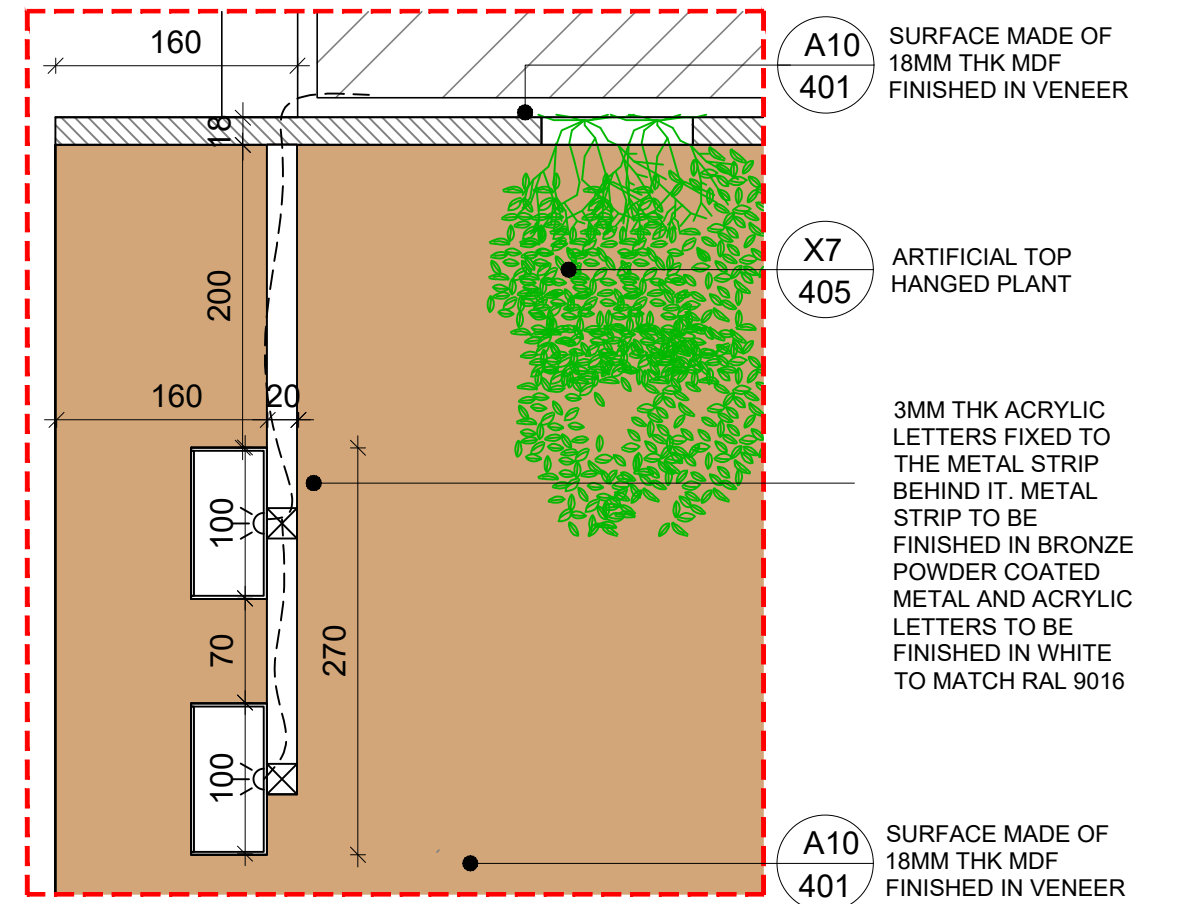 160
A10
401
SURFACE MADE OF
18MM THK MDF
FINISHED IN VENEER
18
200
X7
405
ARTIFICIAL TOP
HANGED PLANT
160
20
3MM THK ACRYLIC
LETTERS FIXED TO
THE METAL STRIP
BEHIND IT. METAL
STRIP TO BE
FINISHED IN BRONZE
POWDER COATED
METAL AND ACRYLIC
LETTERS TO BE
FINISHED IN WHITE
TO MATCH RAL 9016
100
70
270
100
A10
401
SURFACE MADE OF
18MM THK MDF
FINISHED IN VENEER